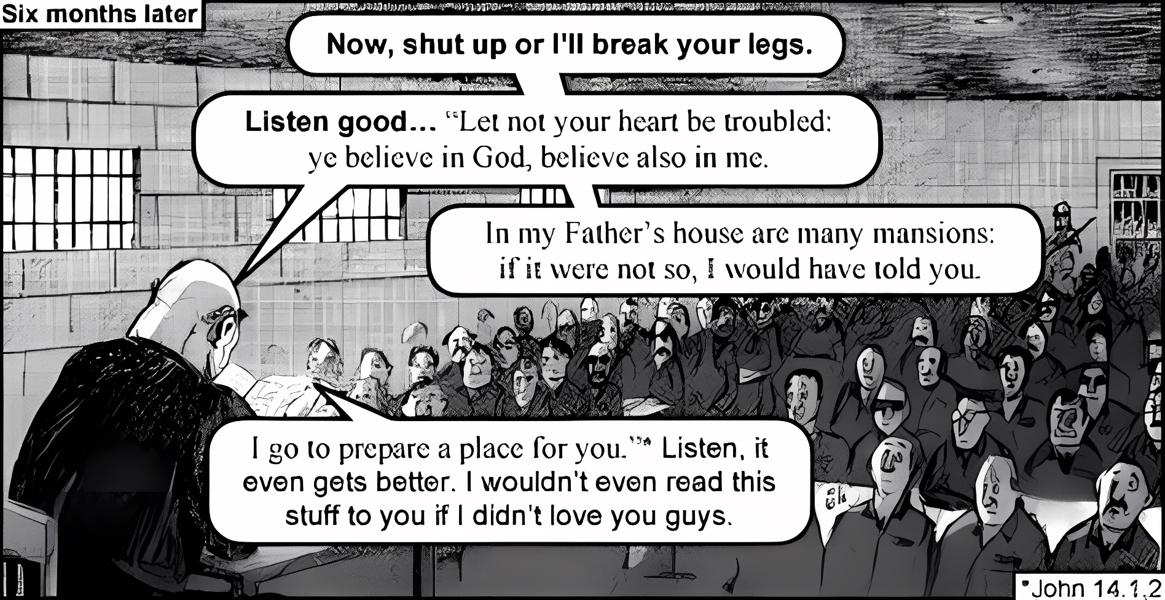 Six months later
Now, shut up or I'll break your legs.
Listen good... "Let not your heart be troubled:
ye believe in God, believe also in me.
In my Father's house are many mansions:
if it were not so, I would have told you.
I go to prepare a place for you."* Listen, it
even gets better. I wouldn't even read this
stuff to you if I didn't love you guys.
*John 14.1,2